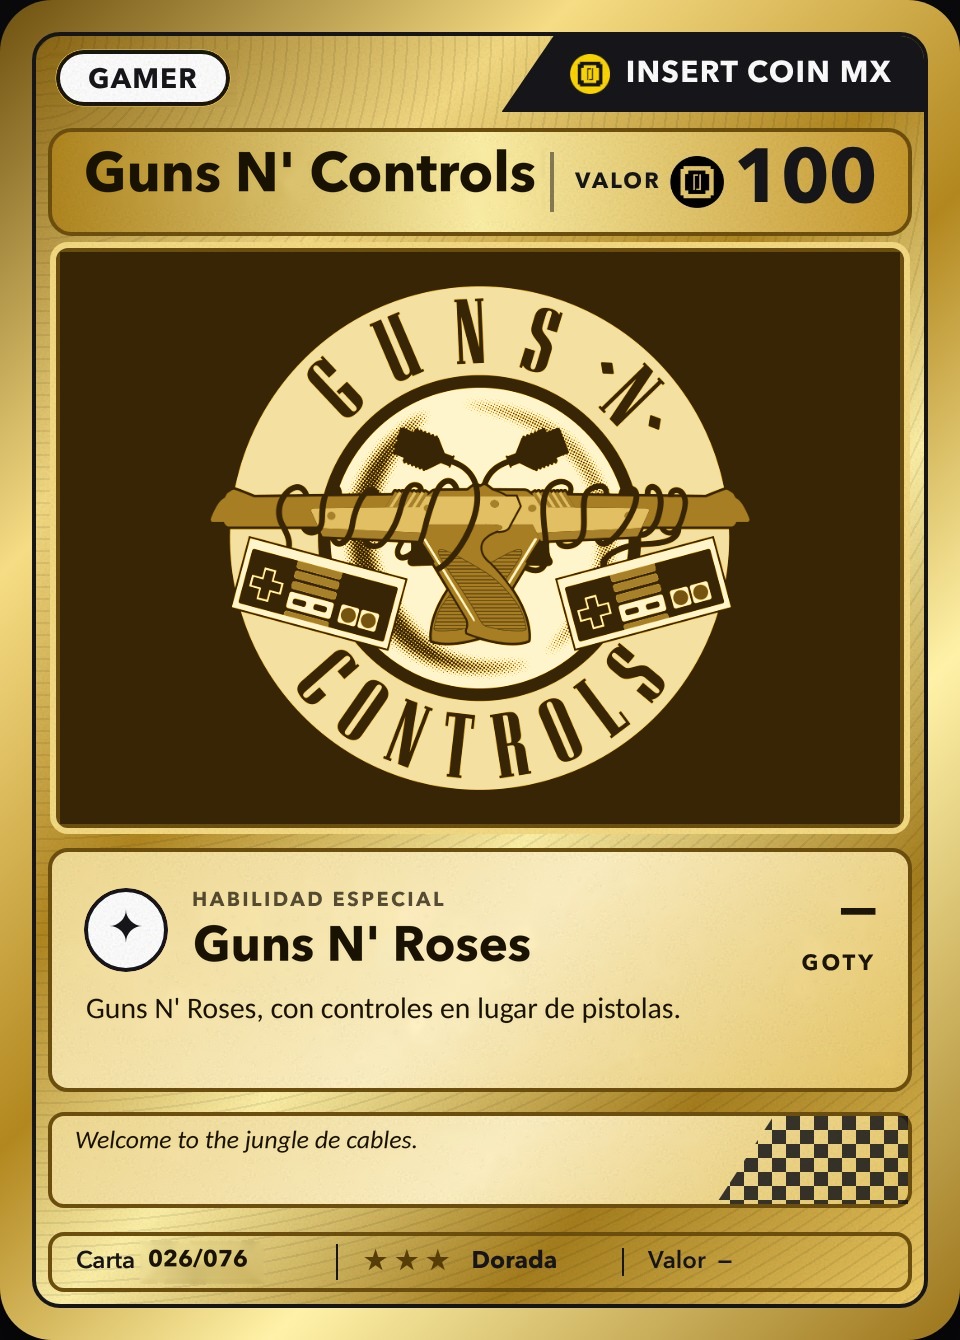 GAMER
INSERT COIN MX
Guns N' Controls
VALOR 100
GUNS ·N·
CONTROLS
HABILIDAD ESPECIAL
Guns N' Roses
–
GOTY
Guns N' Roses, con controles en lugar de pistolas.
Welcome to the jungle de cables.
Carta 026/076 ★★★ Dorada Valor –